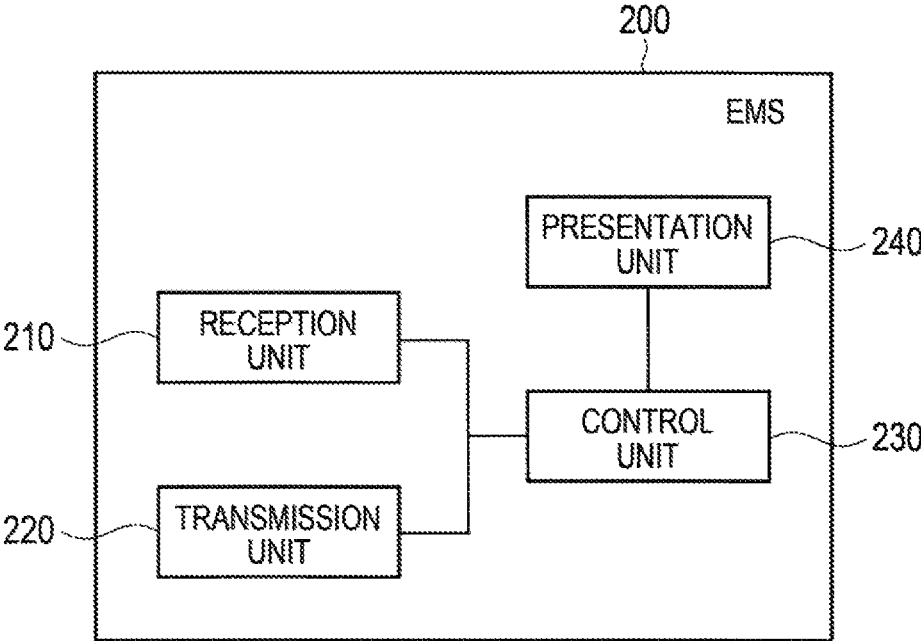 200
EMS
PRESENTATION
UNIT
240
210
RECEPTION
UNIT
CONTROL
UNIT
230
220
TRANSMISSION
UNIT